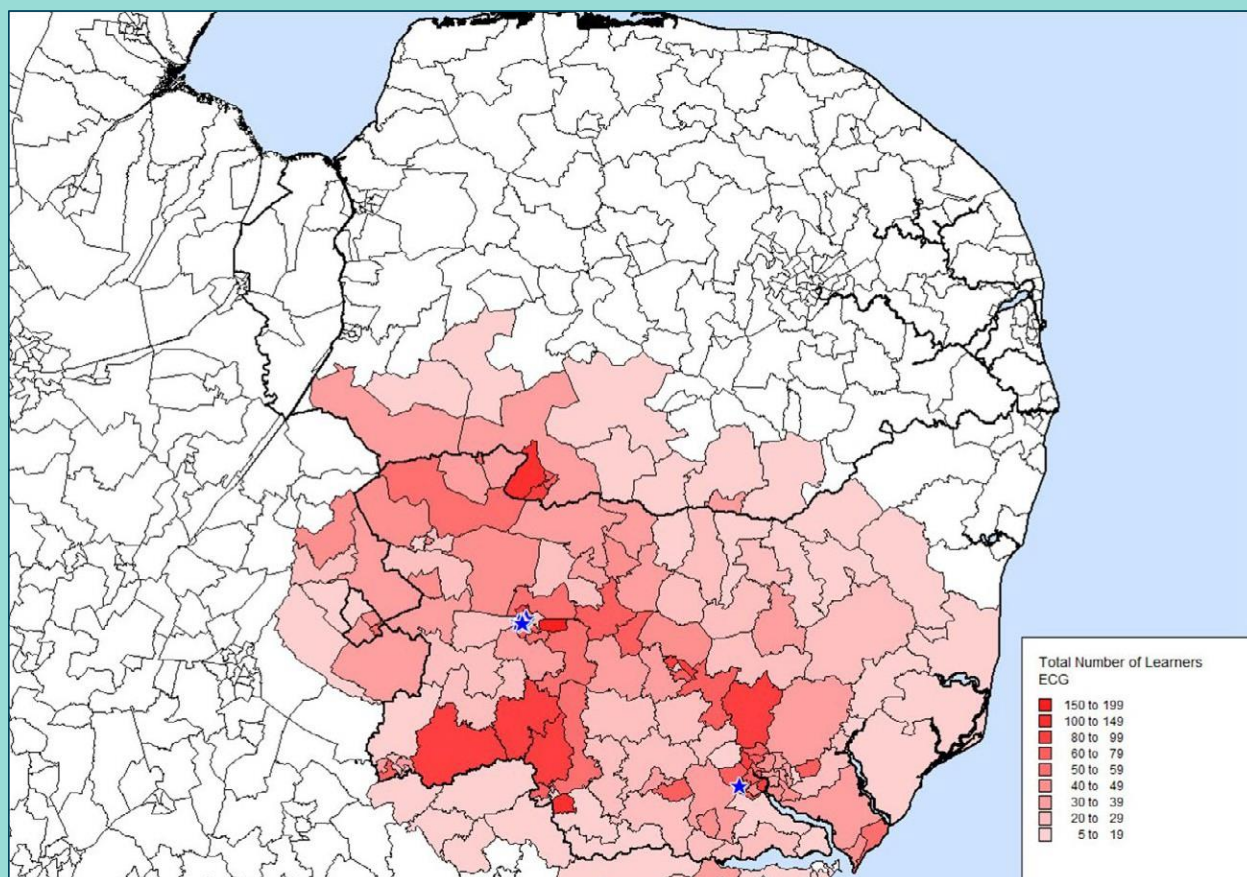 Total Number of Learners
ECG
150 to 199
100 to 149
80 to 99
60 to 79
50 to 59
40 to 49
30 to 39
20 to 29
5 to 19